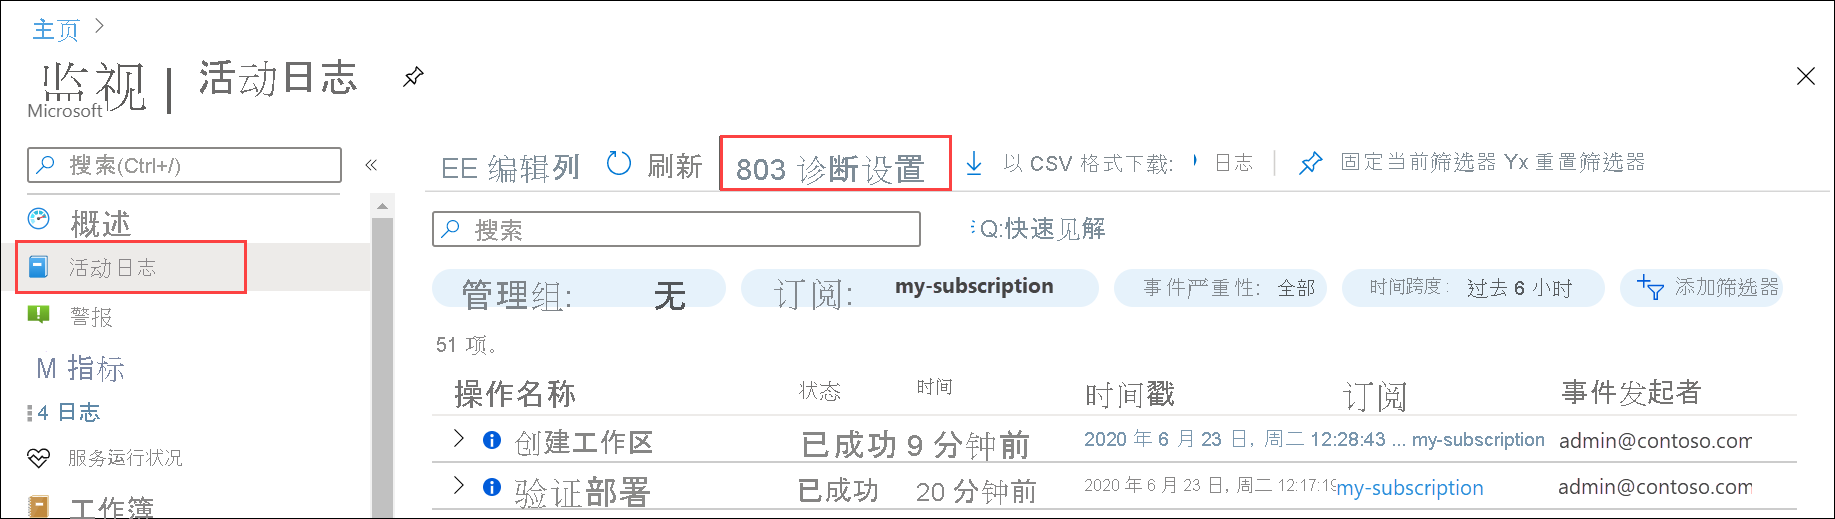 主页
监视 | 活动日志
Microsoft
搜索(Ctrl+/)
«
概述
活动日志
警报
M 指标
4 日志
服务运行状况
工作簿
EE 编辑列 刷新 803 诊断设置 以 CSV 格式下载: 日志 固定当前筛选器 Yx 重置筛选器
搜索 Q:快速见解
管理组: 无 订阅: my-subscription 事件严重性: 全部 时间跨度: 过去 6 小时 添加筛选器
51 项。
操作名称 状态 时间 时间戳 订阅 事件发起者
创建工作区 已成功 9 分钟前 2020 年 6 月 23 日, 周二 12:28:43 ... my-subscription admin@contoso.com
验证部署 已成功 20 分钟前 2020 年 6 月 23 日, 周二 12:17:19 my-subscription admin@contoso.com